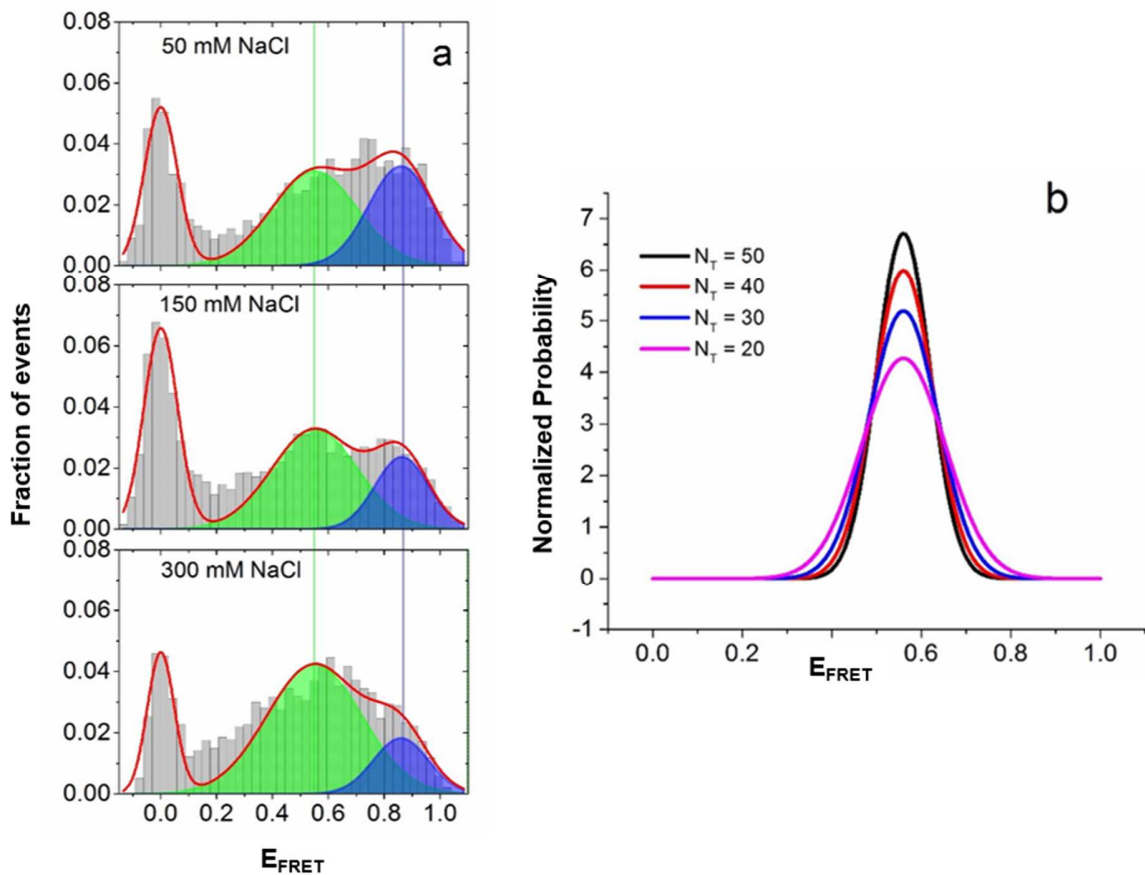 a
50 mM NaCl
0.08
0.06
0.04
0.02
0.00
150 mM NaCl
0.08
0.06
0.04
0.02
0.00
300 mM NaCl
0.08
0.06
0.04
0.02
0.00
0.0 0.2 0.4 0.6 0.8 1.0
Fraction of events
E_FRET
b
7
6
5
4
3
2
1
0
-1
N_T = 50
N_T = 40
N_T = 30
N_T = 20
Normalized Probability
0.0 0.2 0.4 0.6 0.8 1.0
E_FRET